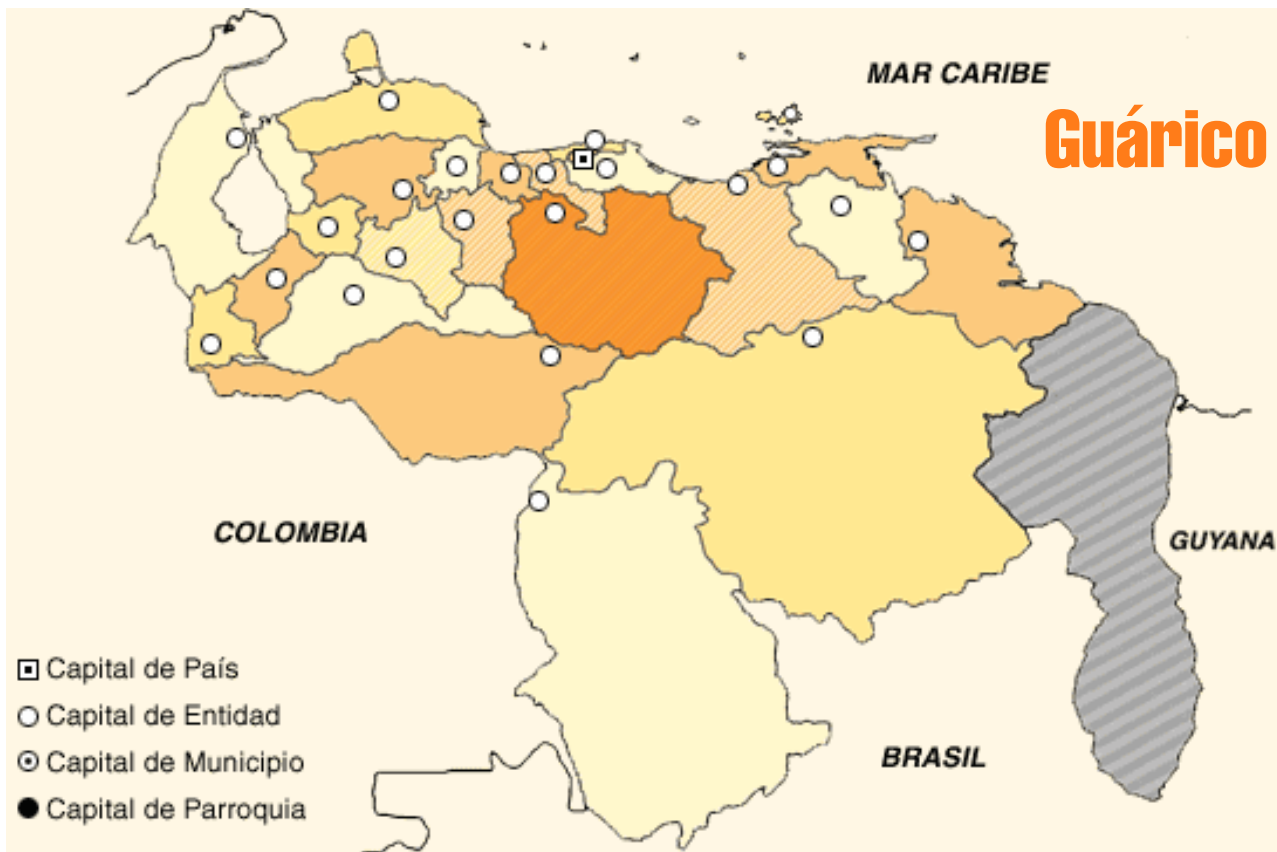 MAR CARIBE
Guárico
COLOMBIA
GUYANA
Capital de País
Capital de Entidad
Capital de Municipio
BRASIL
Capital de Parroquia